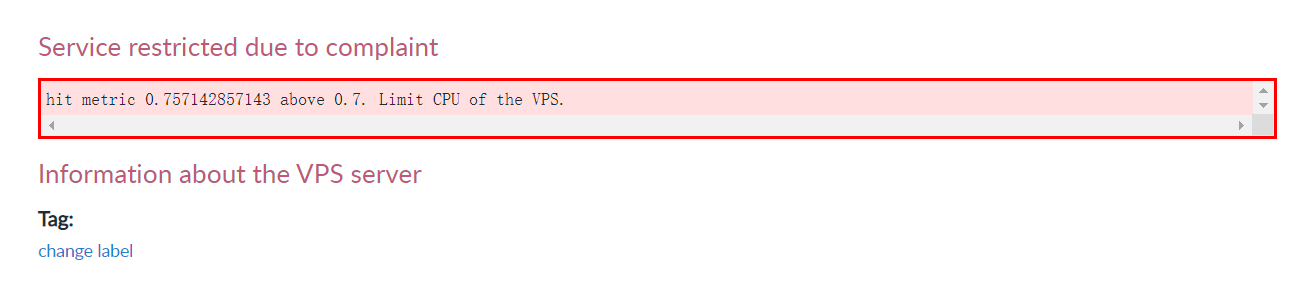 Service restricted due to complaint
hit metric 0.757142857143 above 0.7. Limit CPU of the VPS.
Information about the VPS server
Tag:
change label